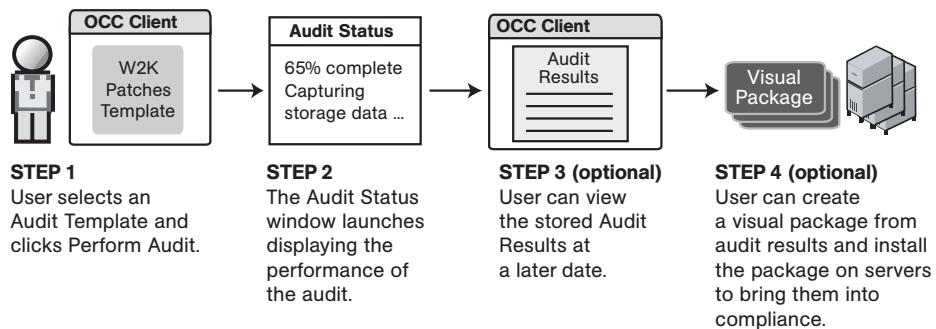 OCC Client
W2K
Patches
Template
Audit Status
65% complete
Capturing
storage data ...
OCC Client
Audit
Results
Visual
Package
STEP 1
User selects an
Audit Template and
clicks Perform Audit.
STEP 2
The Audit Status
window launches
displaying the
performance of
the audit.
STEP 3 (optional)
User can view
the stored Audit
Results at
a later date.
STEP 4 (optional)
User can create
a visual package from
audit results and install
the package on servers
to bring them into
compliance.